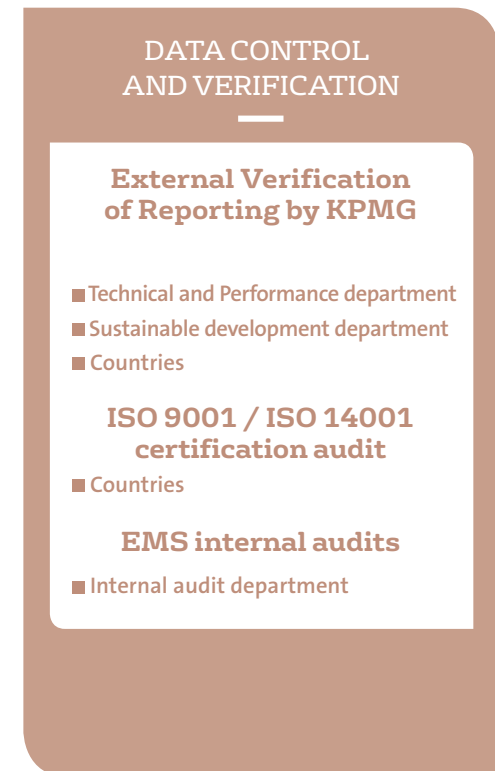 DATA CONTROL
AND VERIFICATION
External Verification
of Reporting by KPMG
Technical and Performance department
Sustainable development department
Countries
ISO 9001 / ISO 14001
certification audit
Countries
EMS internal audits
Internal audit department